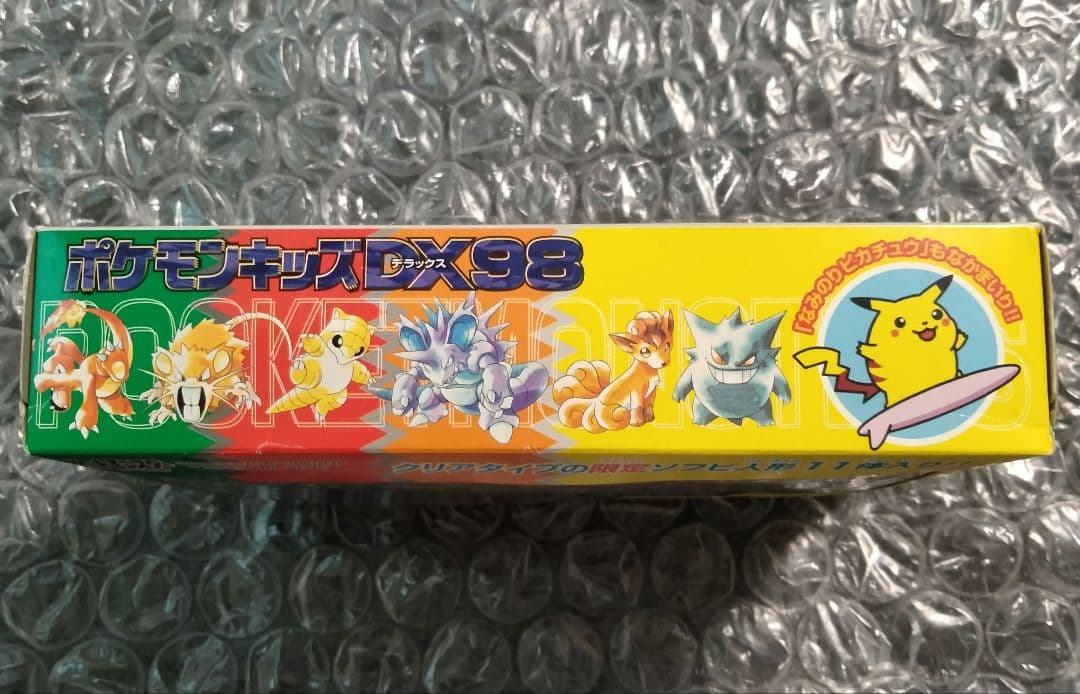 ポケモンキッズDX98
デラックス
POCKET MONSTERS
「なみのりピカチュウ」もなかまいり!!
クリアタイプの限定ソフビ人形11体入り